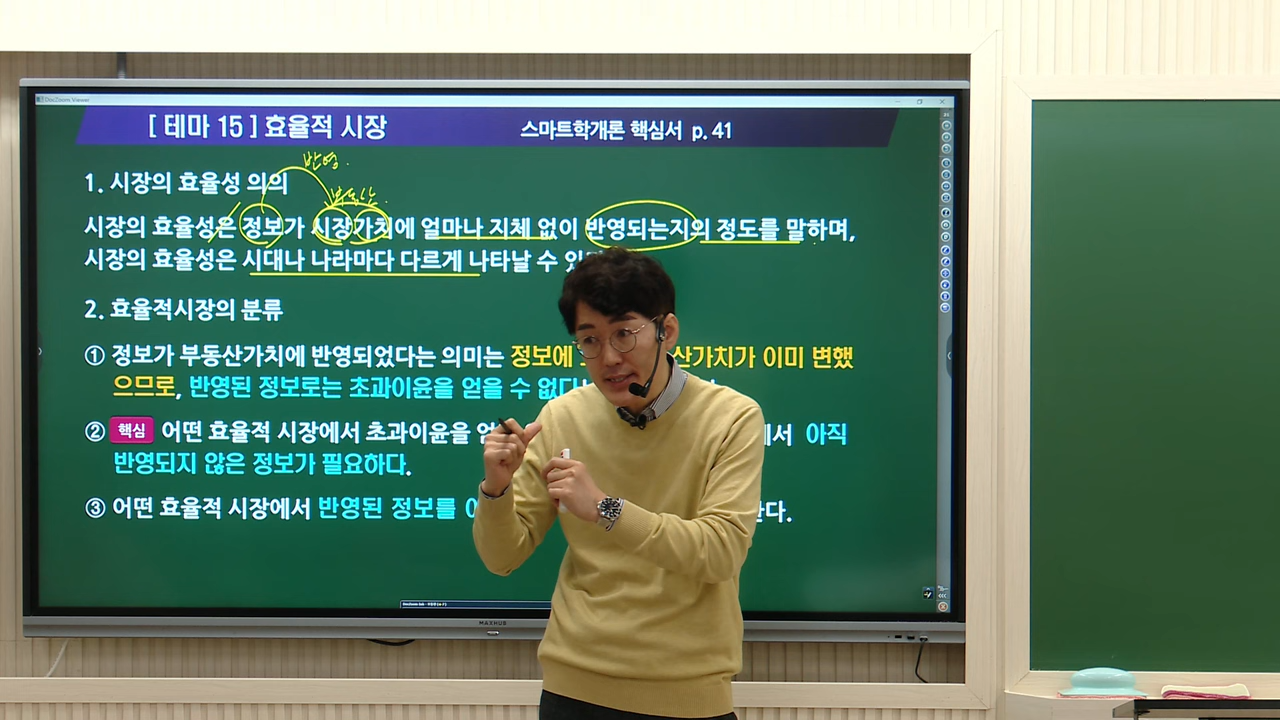 DocZoom Viewer
[ 테마 15 ] 효율적 시장
스마트학개론 핵심서 p. 41
반영.
1. 시장의 효율성 의의
부동산.
시장의 효율성은 정보가 시장가치에 얼마나 지체 없이 반영되는지의 정도를 말하며,
시장의 효율성은 시대나 나라마다 다르게 나타날 수
2. 효율적시장의 분류
① 정보가 부동산가치에 반영되었다는 의미는 정보에 산가치가 이미 변했
으므로, 반영된 정보로는 초과이윤을 얻을 수 없다
② 핵심 어떤 효율적 시장에서 초과이윤을 에서 아직
반영되지 않은 정보가 필요하다.
③ 어떤 효율적 시장에서 반영된 정보를 다.
MAXHUB